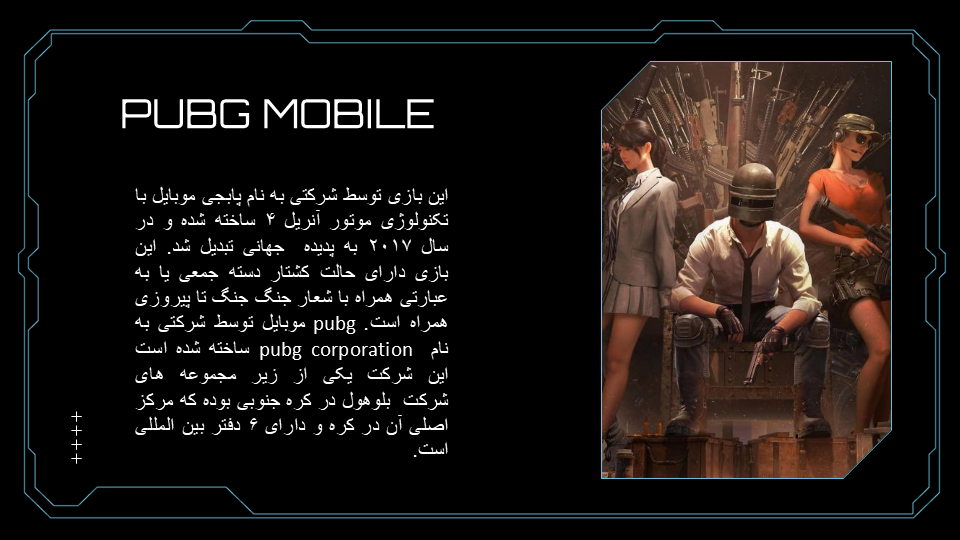 PUBG MOBILE
این بازی توسط شرکتی به نام پابجی موبایل با
تکنولوژی موتور آنریل ۴ ساخته شده و در
سال ۲۰۱۷ به پدیده جهانی تبدیل شد. این
بازی دارای حالت کشتار دسته جمعی یا به
عبارتی همراه با شعار جنگ جنگ تا پیروزی
همراه است. pubg موبایل توسط شرکتی به
نام pubg corporation ساخته شده است
این شرکت یکی از زیر مجموعه های
شرکت بلوهول در کره جنوبی بوده که مرکز
اصلی آن در کره و دارای ۶ دفتر بین المللی
است.